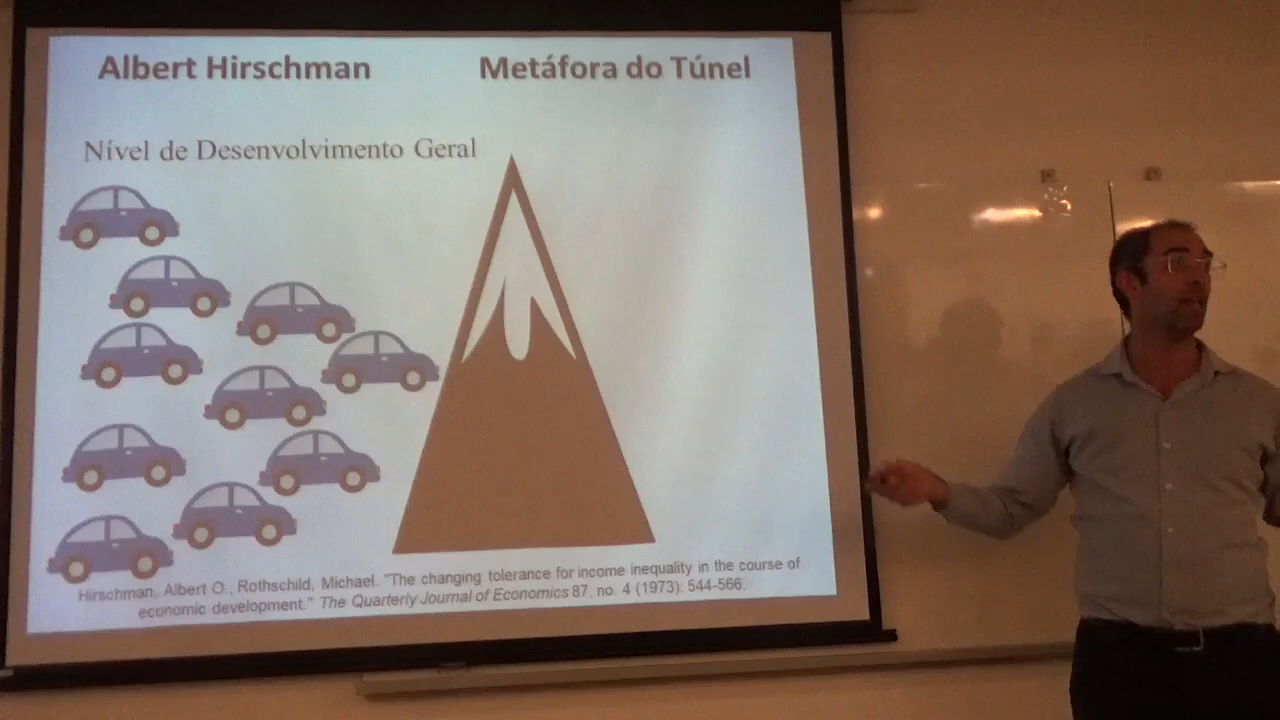 Albert Hirschman
Metáfora do Túnel
Nível de Desenvolvimento Geral
Hirschman, Albert O., Rothschild, Michael. "The changing tolerance for income inequality in the course of
economic development." The Quarterly Journal of Economics 87, no. 4 (1973): 544-566.